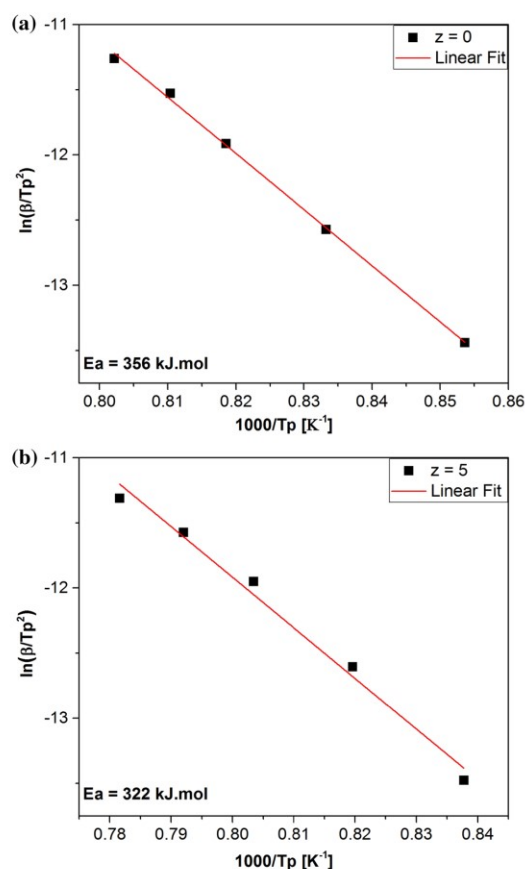 (a)
-11
-12
-13
ln(β/Tp²)
z = 0
Linear Fit
Ea = 356 kJ.mol
0.80 0.81 0.82 0.83 0.84 0.85 0.86
1000/Tp [K⁻¹]
(b)
-11
-12
-13
ln(β/Tp²)
z = 5
Linear Fit
Ea = 322 kJ.mol
0.78 0.79 0.80 0.81 0.82 0.83 0.84
1000/Tp [K⁻¹]